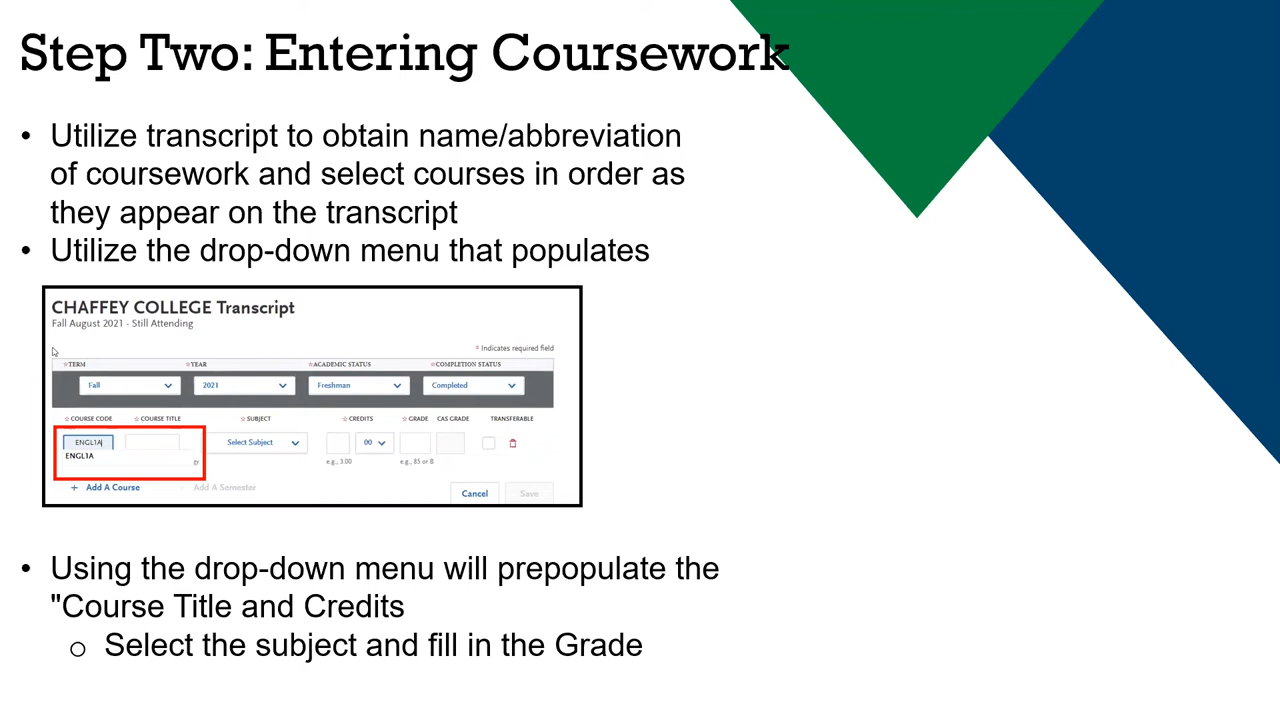 Step Two: Entering Coursework
• Utilize transcript to obtain name/abbreviation
of coursework and select courses in order as
they appear on the transcript
• Utilize the drop-down menu that populates
CHAFFEY COLLEGE Transcript
Fall August 2021 - Still Attending
* Indicates required field
*TERM *YEAR *ACADEMIC STATUS *COMPLETION STATUS
Fall 2021 Freshman Completed
*COURSE CODE *COURSE TITLE *SUBJECT *CREDITS *GRADE CAS GRADE TRANSFERABLE
ENGL1A Select Subject 00
ENGL1A
e.g., 3.00 e.g., 85 or B
+ Add A Course Add A Semester Cancel Save
• Using the drop-down menu will prepopulate the
"Course Title and Credits
o Select the subject and fill in the Grade